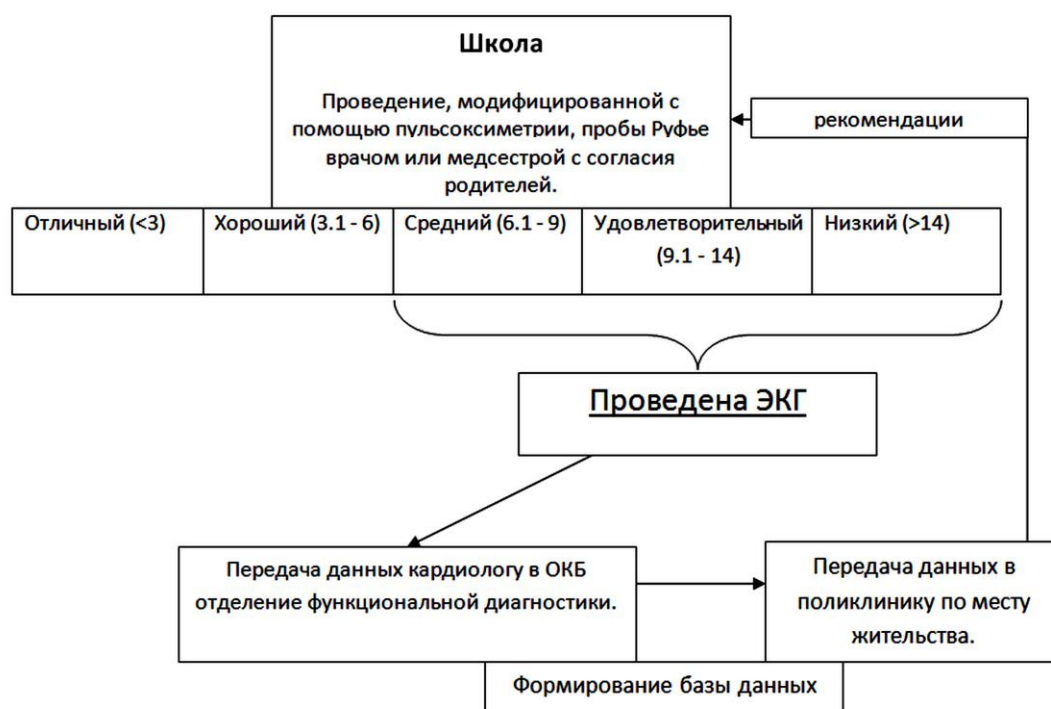 Школа
Проведение, модифицированной с
помощью пульсоксиметрии, пробы Руфье
врачом или медсестрой с согласия
родителей.
рекомендации
Отличный (<3)
Хороший (3.1 - 6)
Средний (6.1 - 9)
Удовлетворительный
(9.1 - 14)
Низкий (>14)
Проведена ЭКГ
Передача данных кардиологу в ОКБ
отделение функциональной диагностики.
Передача данных в
поликлинику по месту
жительства.
Формирование базы данных